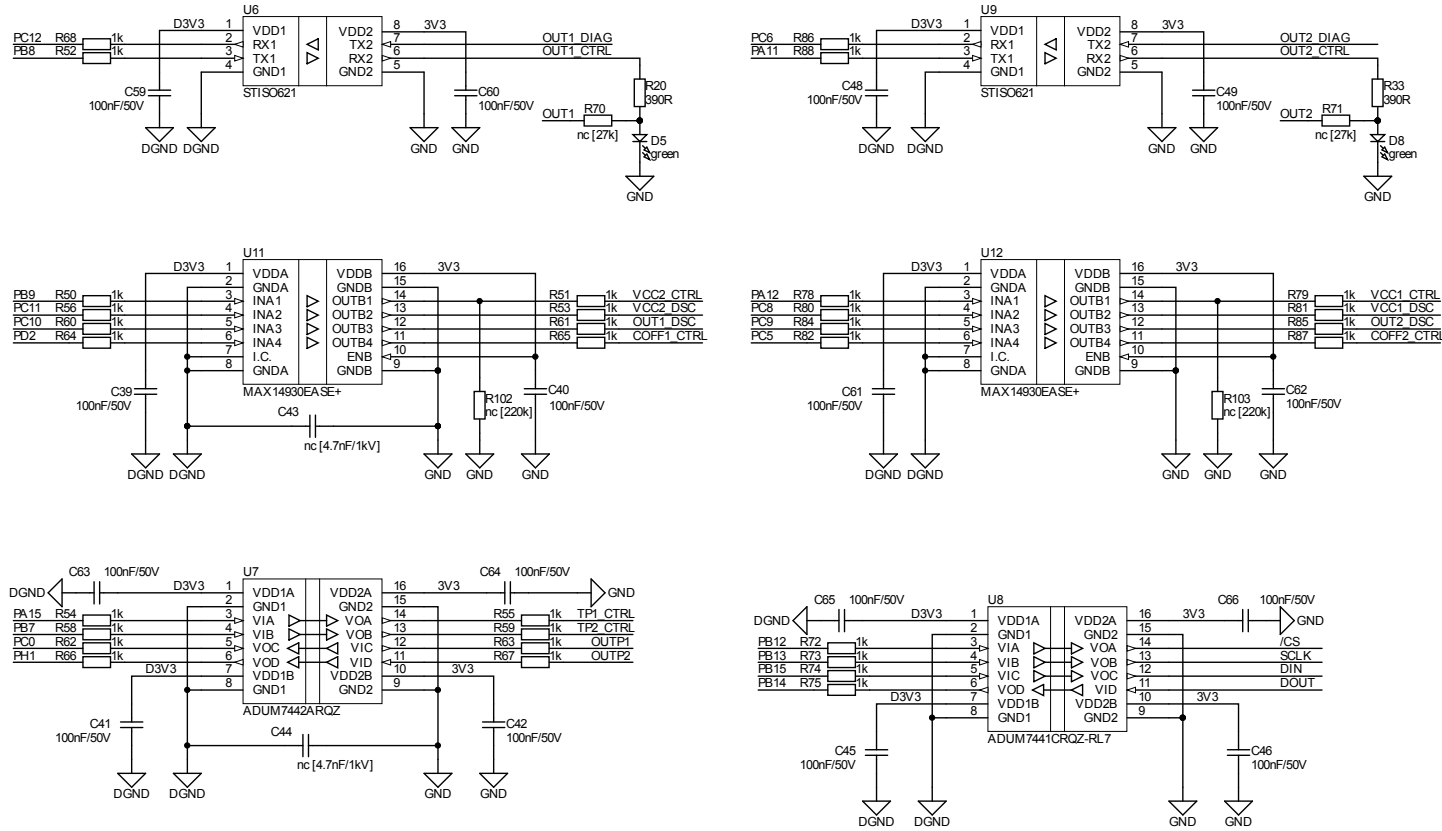 U6
D3V3 1 VDD1 VDD2 8 3V3
PC12 R68 1k 2 RX1 TX2 7 OUT1_DIAG
PB8 R52 1k 3 TX1 RX2 6 OUT1_CTRL
4 GND1 GND2 5
STISO621
C59
100nF/50V
C60
100nF/50V
R20
390R
OUT1 R70
nc [27k]
D5
green
DGND DGND GND GND
GND
U9
D3V3 1 VDD1 VDD2 8 3V3
PC6 R86 1k 2 RX1 TX2 7 OUT2_DIAG
PA11 R88 1k 3 TX1 RX2 6 OUT2_CTRL
4 GND1 GND2 5
STISO621
C48
100nF/50V
C49
100nF/50V
R33
390R
OUT2 R71
nc [27k]
D8
green
DGND DGND GND GND
GND
U11
D3V3 1 VDDA VDDB 16 3V3
2 GNDA GNDB 15
PB9 R50 1k 3 INA1 OUTB1 14 R51 1k VCC2_CTRL
PC11 R56 1k 4 INA2 OUTB2 13 R53 1k VCC2_DSC
PC10 R60 1k 5 INA3 OUTB3 12 R61 1k OUT1_DSC
PD2 R64 1k 6 INA4 OUTB4 11 R65 1k COFF1_CTRL
7 I.C. ENB 10
8 GNDA GNDB 9
MAX14930EASE+
C39
100nF/50V
C43
nc [4.7nF/1kV]
R102
nc [220k]
C40
100nF/50V
DGND DGND GND GND GND
U12
D3V3 1 VDDA VDDB 16 3V3
2 GNDA GNDB 15
PA12 R78 1k 3 INA1 OUTB1 14 R79 1k VCC1_CTRL
PC8 R80 1k 4 INA2 OUTB2 13 R81 1k VCC1_DSC
PC9 R84 1k 5 INA3 OUTB3 12 R85 1k OUT2_DSC
PC5 R82 1k 6 INA4 OUTB4 11 R87 1k COFF2_CTRL
7 I.C. ENB 10
8 GNDA GNDB 9
MAX14930EASE+
C61
100nF/50V
R103
nc [220k]
C62
100nF/50V
DGND DGND GND GND GND
C63 100nF/50V U7 C64 100nF/50V
DGND D3V3 1 VDD1A VDD2A 16 3V3 GND
2 GND1 GND2 15
PA15 R54 1k 3 VIA VOA 14 R55 1k TP1_CTRL
PB7 R58 1k 4 VIB VOB 13 R59 1k TP2_CTRL
PC0 R62 1k 5 VOC VIC 12 R63 1k OUTP1
PH1 R66 1k 6 VOD VID 11 R67 1k OUTP2
D3V3 7 VDD1B VDD2B 10 3V3
8 GND1 GND2 9
ADUM7442ARQZ
C41
100nF/50V
C44
nc [4.7nF/1kV]
C42
100nF/50V
DGND DGND GND GND
C65 100nF/50V U8 C66 100nF/50V
DGND D3V3 1 VDD1A VDD2A 16 3V3 GND
2 GND1 GND2 15
PB12 R72 1k 3 VIA VOA 14 /CS
PB13 R73 1k 4 VIB VOB 13 SCLK
PB15 R74 1k 5 VIC VOC 12 DIN
PB14 R75 1k 6 VOD VID 11 DOUT
D3V3 7 VDD1B VDD2B 10 3V3
8 GND1 GND2 9
ADUM7441CRQZ-RL7
C45
100nF/50V
C46
100nF/50V
DGND DGND GND GND